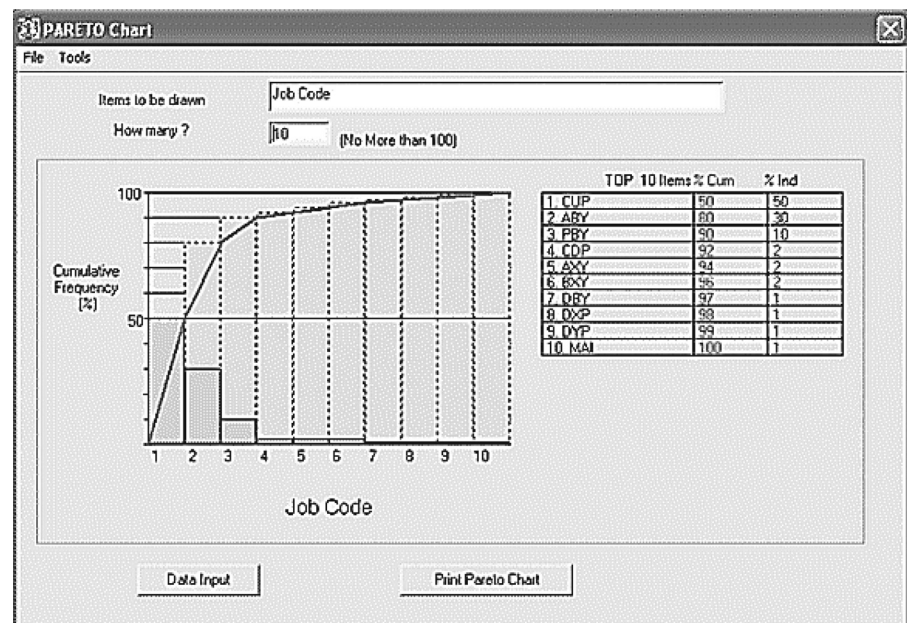 PARETO Chart
File Tools
Items to be drawn Job Code
How many ? 10 (No More than 100)
TOP 10 Items % Cum % Ind
1. CUP 50 50
2. ABY 80 30
3. PBY 90 10
4. CDP 92 2
5. AXY 94 2
6. BXY 96 2
7. DBY 97 1
8. DXP 98 1
9. DYP 99 1
10. MAI 100 1
100
Cumulative
Frequency
[%]
50
1 2 3 4 5 6 7 8 9 10
Job Code
Data Input Print Pareto Chart